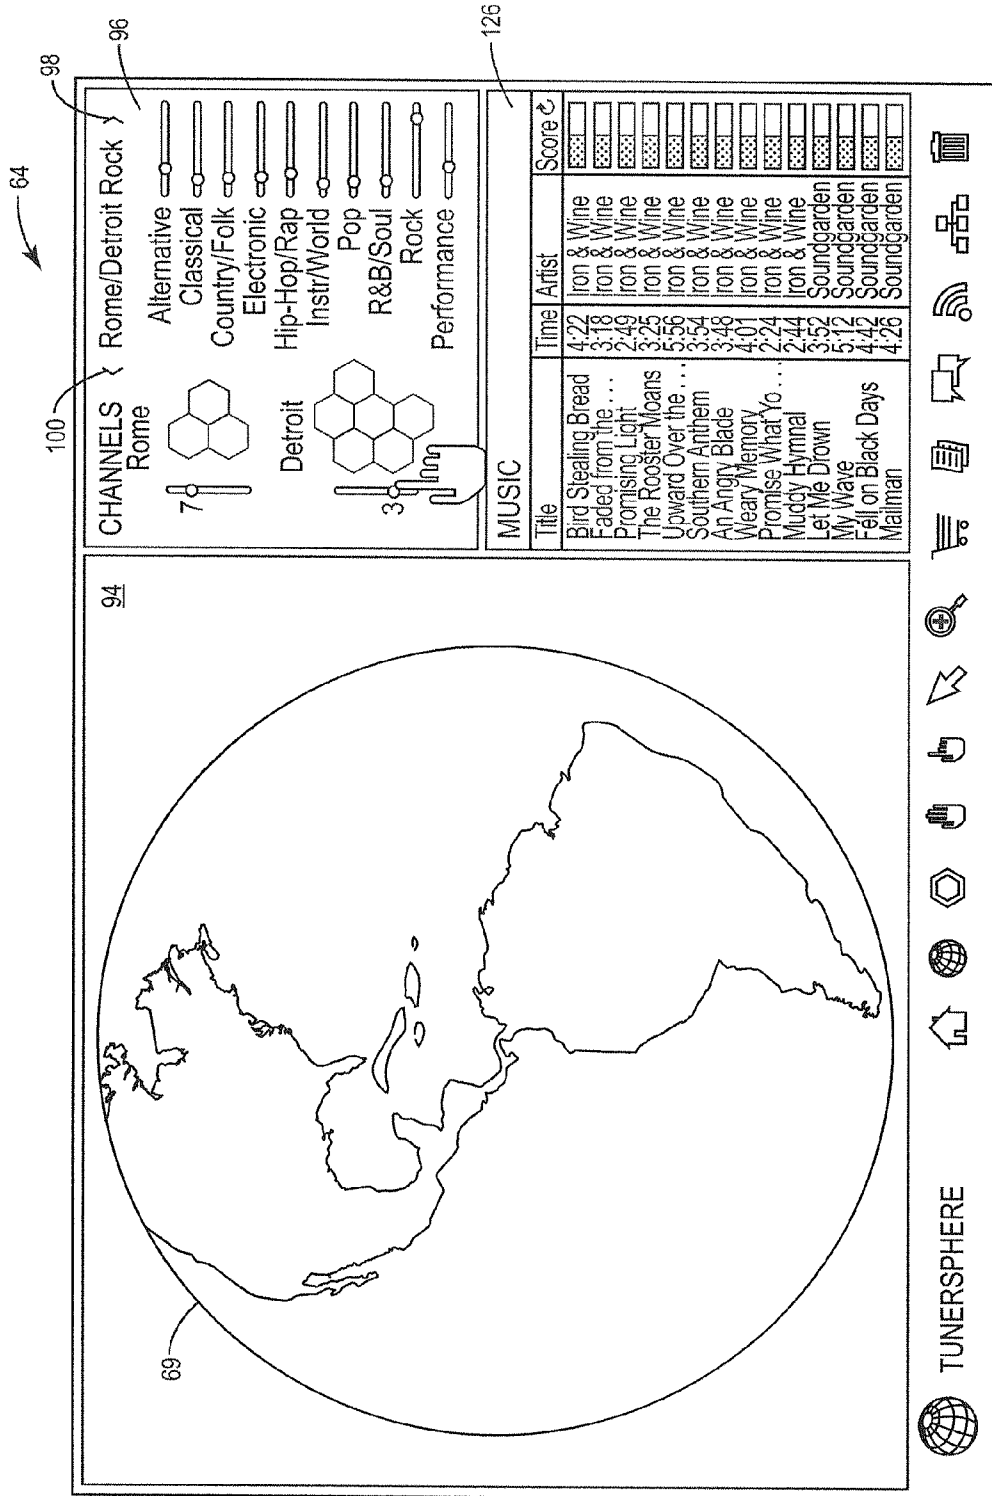 64
94
69
CHANNELS
100
Rome/Detroit Rock
98
96
Rome
7
Detroit
3
Alternative
Classical
Country/Folk
Electronic
Hip-Hop/Rap
Instr/World
Pop
R&B/Soul
Rock
Performance
MUSIC
126
Title Time Artist Score
Bird Stealing Bread 4:22 Iron & Wine
Faded from the ... 3:18 Iron & Wine
Promising Light 2:49 Iron & Wine
The Rooster Moans 3:25 Iron & Wine
Upward Over the ... 5:56 Iron & Wine
Southern Anthem 3:54 Iron & Wine
An Angry Blade 3:48 Iron & Wine
Weary Memory 4:01 Iron & Wine
Promise What Yo ... 2:24 Iron & Wine
Muddy Hymnal 2:44 Iron & Wine
Let Me Drown 3:52 Soundgarden
My Wave 5:12 Soundgarden
Fell on Black Days 4:42 Soundgarden
Mailman 4:26 Soundgarden
TUNERSPHERE